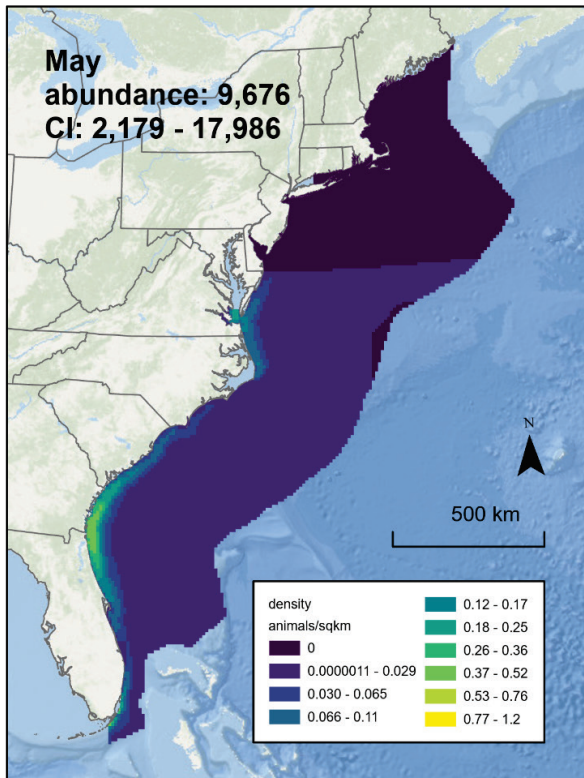 May
abundance: 9,676
CI: 2,179 - 17,986
N
500 km
density
animals/sqkm
0
0.0000011 - 0.029
0.030 - 0.065
0.066 - 0.11
0.12 - 0.17
0.18 - 0.25
0.26 - 0.36
0.37 - 0.52
0.53 - 0.76
0.77 - 1.2